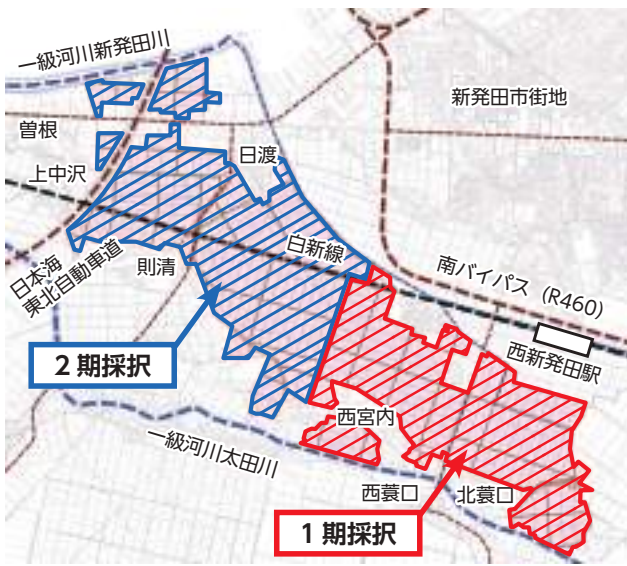 一級河川新発田川
新発田市街地
曽根
日渡
上中沢
白新線
則清
日本海
東北自動車道
南バイパス（R460）
西新発田駅
2期採択
西宮内
一級河川太田川
西蓑口
北蓑口
1期採択